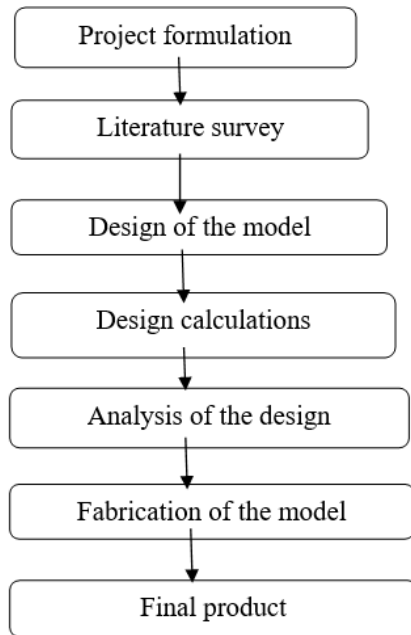 Project formulation
Literature survey
Design of the model
Design calculations
Analysis of the design
Fabrication of the model
Final product